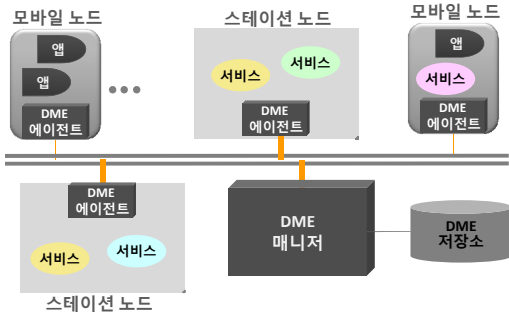 모바일 노드
앱
앱
DME
에이전트
스테이션 노드
서비스
서비스
DME
에이전트
모바일 노드
앱
서비스
DME
에이전트
DME
에이전트
서비스
서비스
스테이션 노드
DME
매니저
DME
저장소